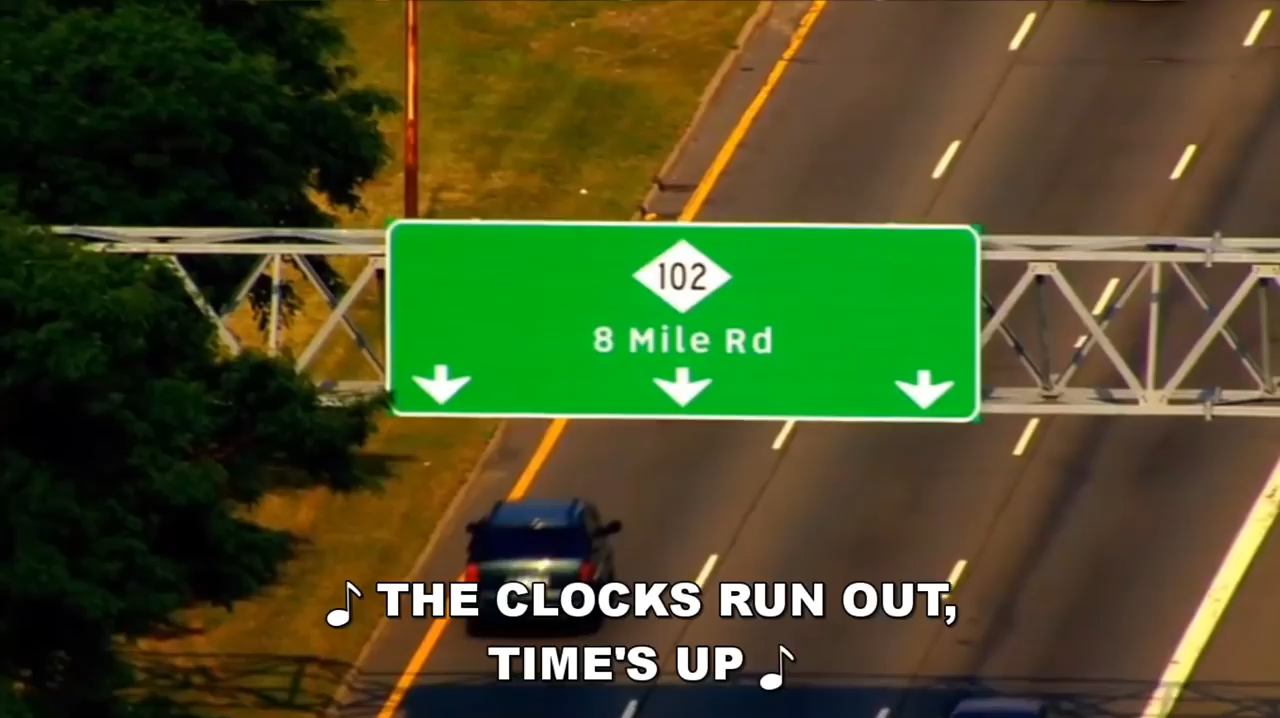 102
8 Mile Rd
♪ THE CLOCKS RUN OUT,
TIME'S UP ♪